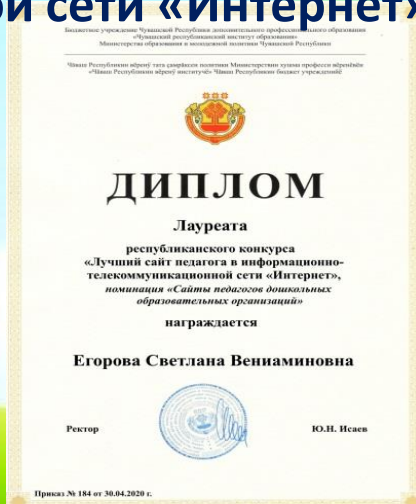 ой сети «Интернет»
Бюджетное учреждение Чувашской Республики дополнительного профессионального образования
«Чувашский республиканский институт образования»
Министерства образования и молодежной политики Чувашской Республики
ДИПЛОМ
Лауреата
республиканского конкурса
«Лучший сайт педагога в информационно-
телекоммуникационной сети «Интернет»,
номинация «Сайты педагогов дошкольных
образовательных организаций»
награждается
Егорова Светлана Вениаминовна
Ректор
Ю.Н. Исаев
Приказ № 184 от 30.04.2020 г.